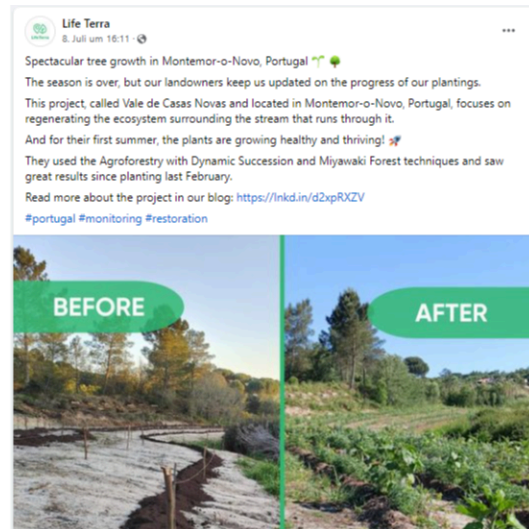 Life Terra
8. Juli um 16:11 ·
Spectacular tree growth in Montemor-o-Novo, Portugal 🌱 🌳
The season is over, but our landowners keep us updated on the progress of our plantings.
This project, called Vale de Casas Novas and located in Montemor-o-Novo, Portugal, focuses on
regenerating the ecosystem surrounding the stream that runs through it.
And for their first summer, the plants are growing healthy and thriving! 🚀
They used the Agroforestry with Dynamic Succession and Miyawaki Forest techniques and saw
great results since planting last February.
Read more about the project in our blog: https://lnkd.in/d2xpRXZV
#portugal #monitoring #restoration
BEFORE
AFTER